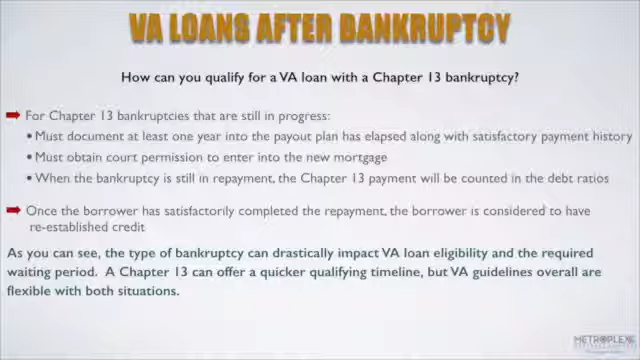 VA LOANS AFTER BANKRUPTCY
How can you qualify for a VA loan with a Chapter 13 bankruptcy?
For Chapter 13 bankruptcies that are still in progress:
• Must document at least one year into the payout plan has elapsed along with satisfactory payment history
• Must obtain court permission to enter into the new mortgage
• When the bankruptcy is still in repayment, the Chapter 13 payment will be counted in the debt ratios
Once the borrower has satisfactorily completed the repayment, the borrower is considered to have
re-established credit
As you can see, the type of bankruptcy can drastically impact VA loan eligibility and the required
waiting period. A Chapter 13 can offer a quicker qualifying timeline, but VA guidelines overall are
flexible with both situations.
METROPLEX